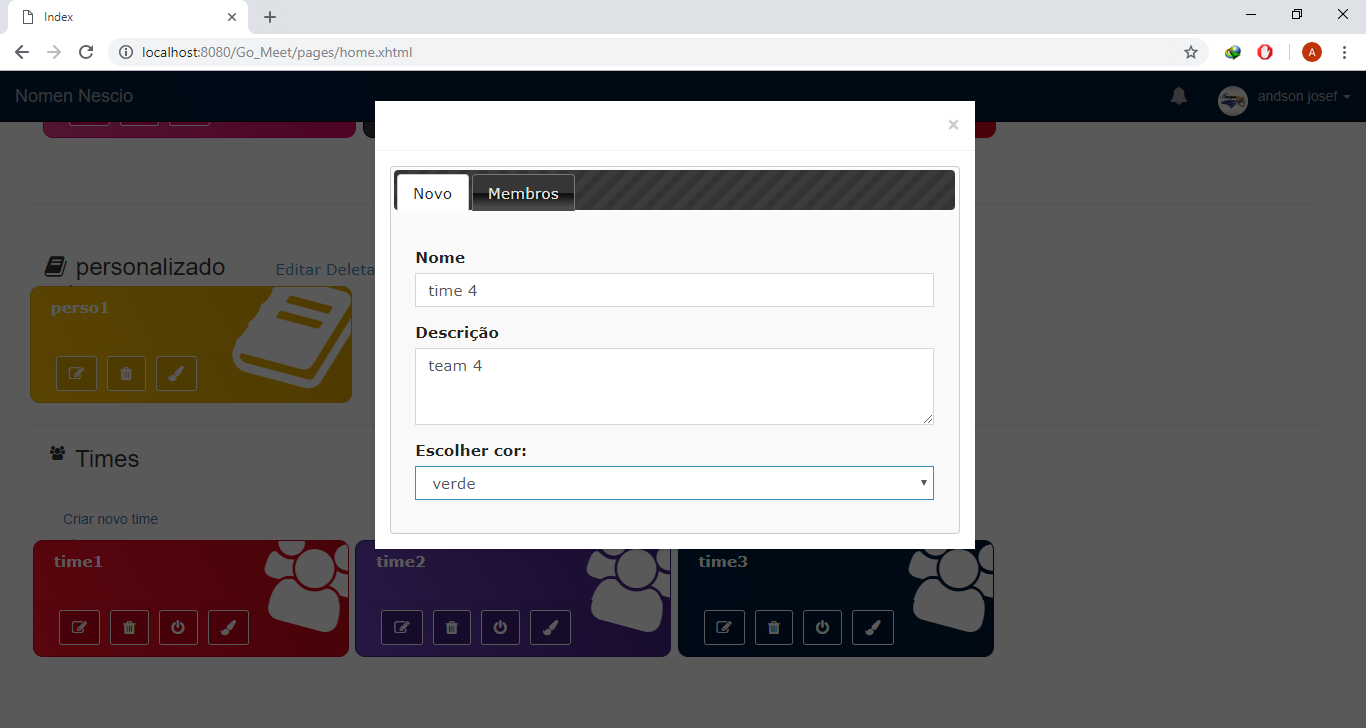 Index
localhost:8080/Go_Meet/pages/home.xhtml
A
Nomen Nescio
andson josef
×
Novo Membros
Nome
time 4
Descrição
team 4
Escolher cor:
verde
personalizado
Editar Deleta
perso1
Times
Criar novo time
time1
time2
time3